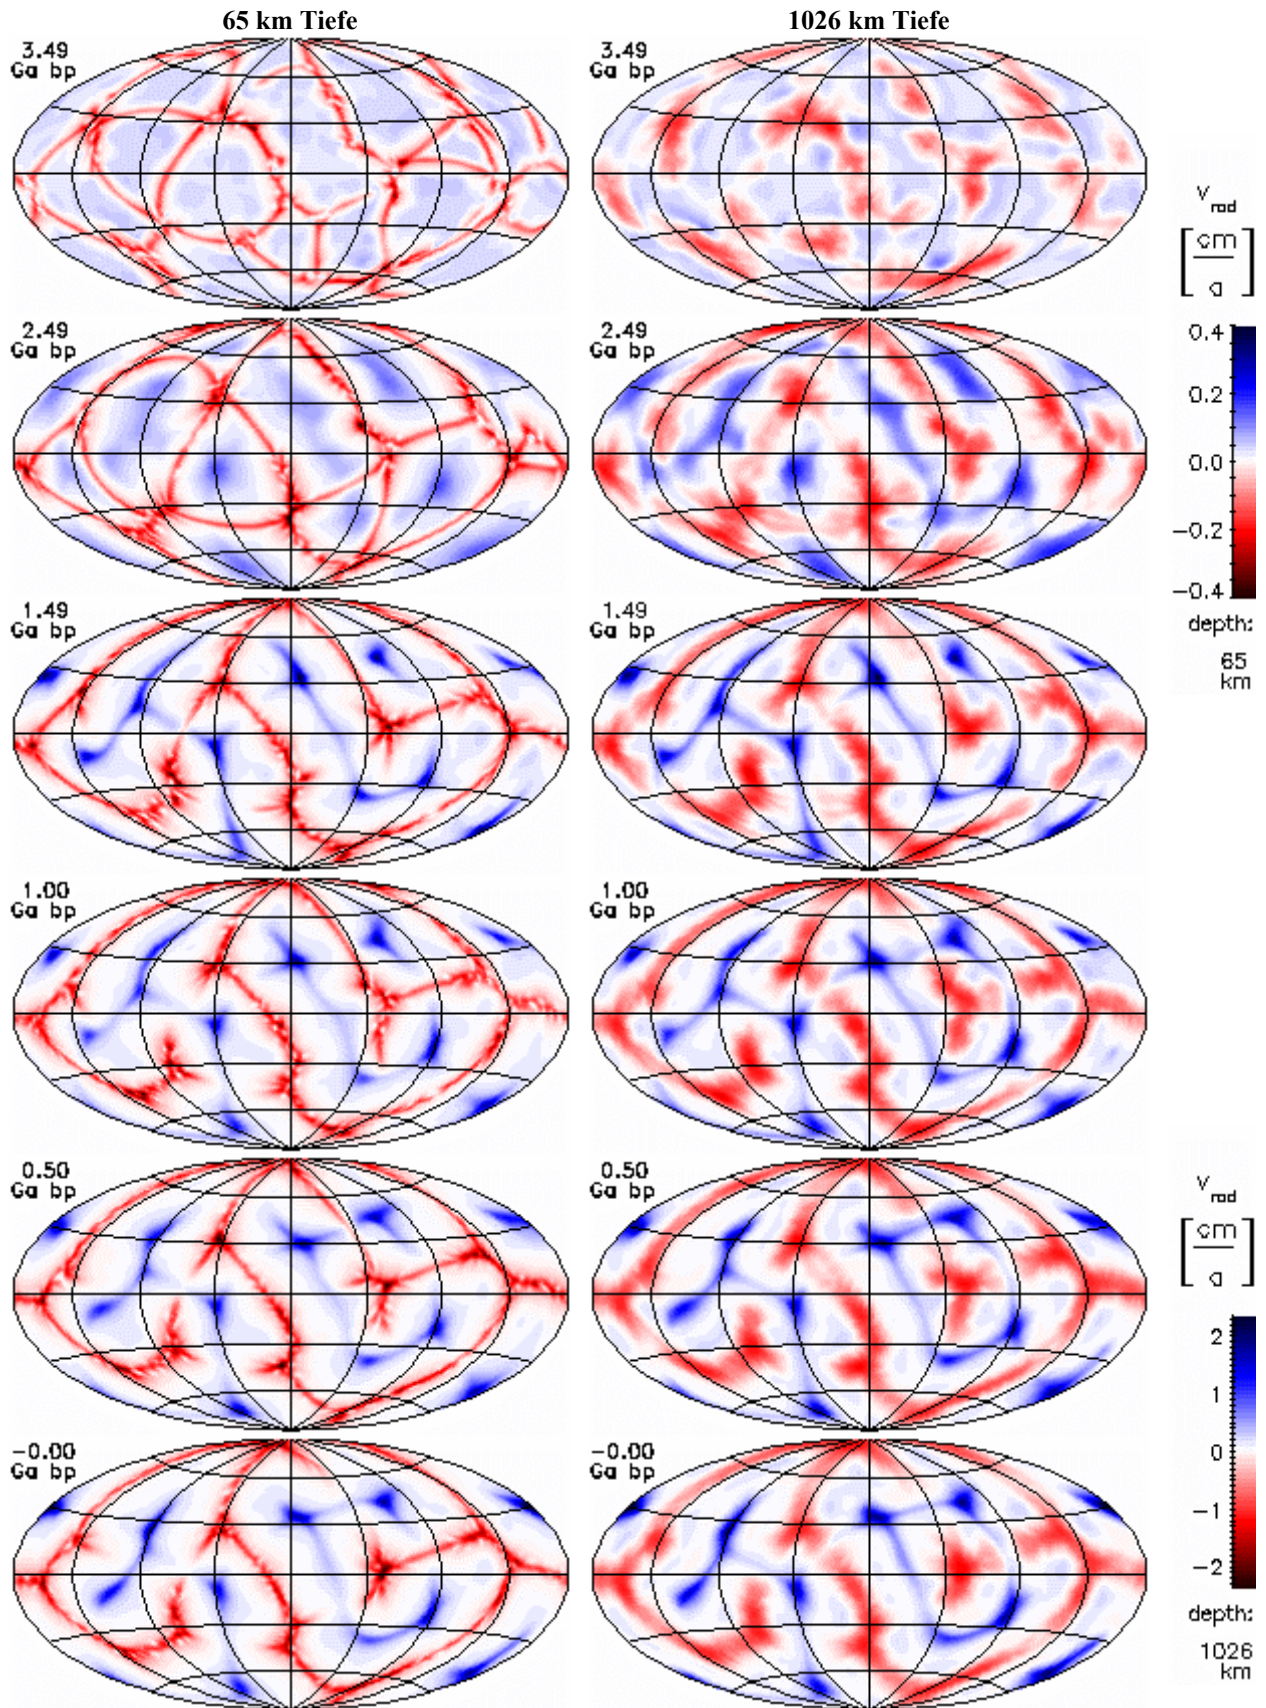 65 km Tiefe
1026 km Tiefe
3.49
Ga bp
3.49
Ga bp
v rad
[cm/a]
2.49
Ga bp
2.49
Ga bp
0.4
0.2
0.0
−0.2
−0.4
depth:
65
km
1.49
Ga bp
1.49
Ga bp
1.00
Ga bp
1.00
Ga bp
0.50
Ga bp
0.50
Ga bp
v rad
[cm/a]
2
1
0
−1
−2
depth:
1026
km
−0.00
Ga bp
−0.00
Ga bp